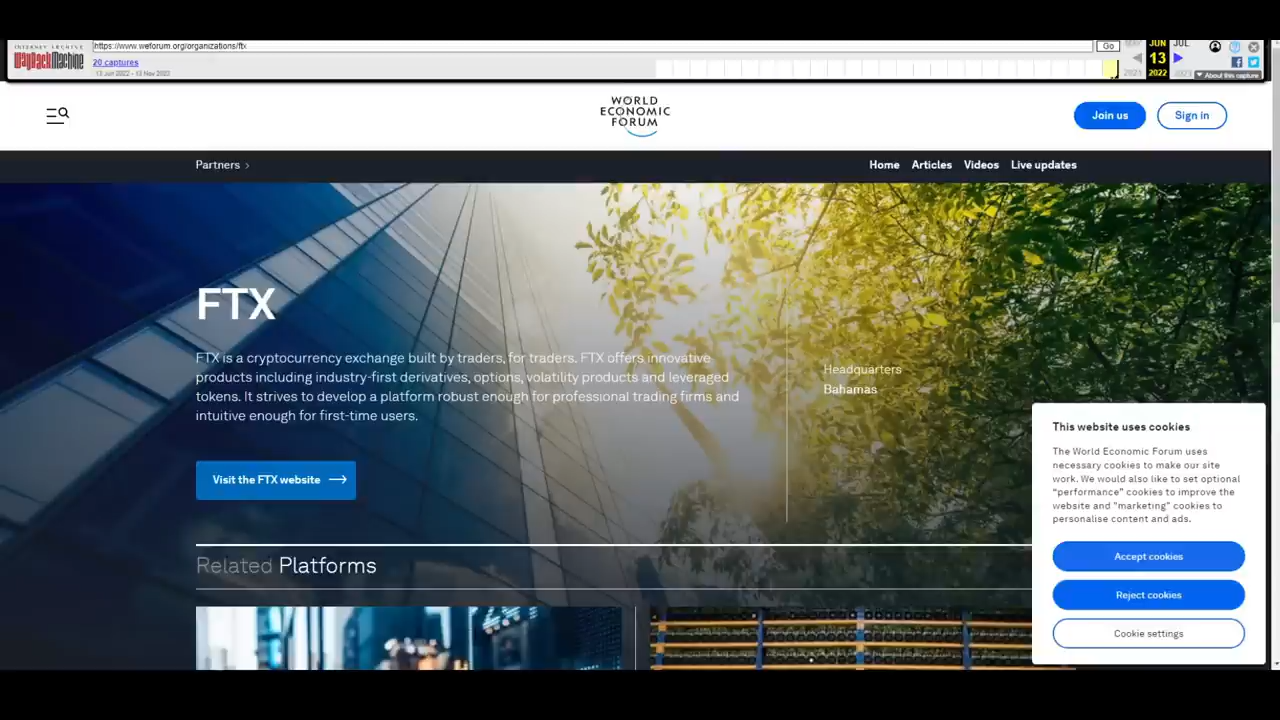 INTERNET ARCHIVE
WayBackMachine
https://www.weforum.org/organizations/ftx
Go
JUN
JUL
20 captures
13
13 Jun 2022 - 13 Nov 2022
2021
2022
2023
About this capture
WORLD
ECONOMIC
FORUM
Join us
Sign in
Partners
Home
Articles
Videos
Live updates
FTX
FTX is a cryptocurrency exchange built by traders, for traders. FTX offers innovative
products including industry-first derivatives, options, volatility products and leveraged
tokens. It strives to develop a platform robust enough for professional trading firms and
intuitive enough for first-time users.
Headquarters
Bahamas
Visit the FTX website
Related Platforms
This website uses cookies
The World Economic Forum uses
necessary cookies to make our site
work. We would also like to set optional
"performance" cookies to improve the
website and "marketing" cookies to
personalise content and ads.
Accept cookies
Reject cookies
Cookie settings